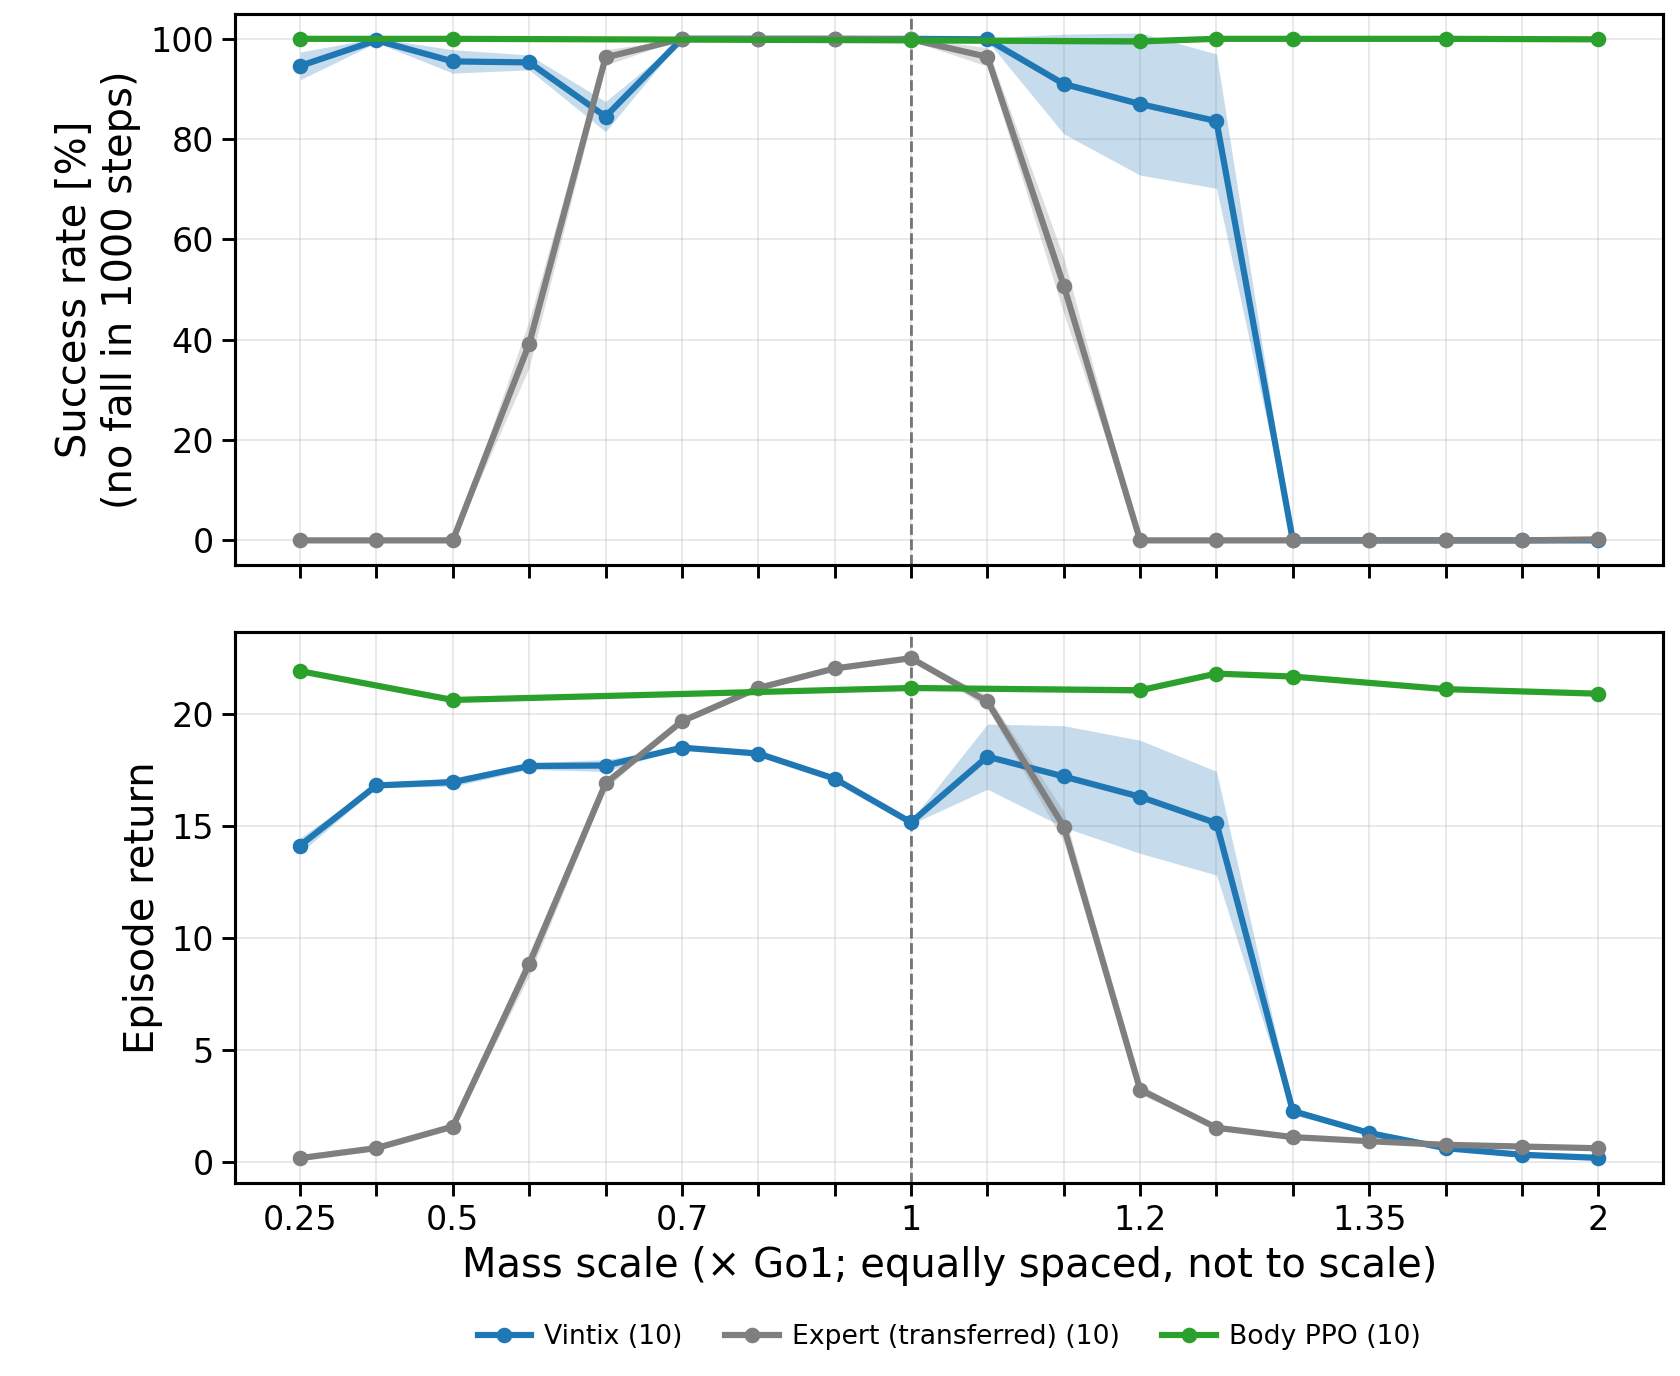 Success rate [%]
(no fall in 1000 steps)
100
80
60
40
20
0
Episode return
20
15
10
5
0
0.25 0.5 0.7 1 1.2 1.35 2
Mass scale (× Go1; equally spaced, not to scale)
Vintix (10) Expert (transferred) (10) Body PPO (10)